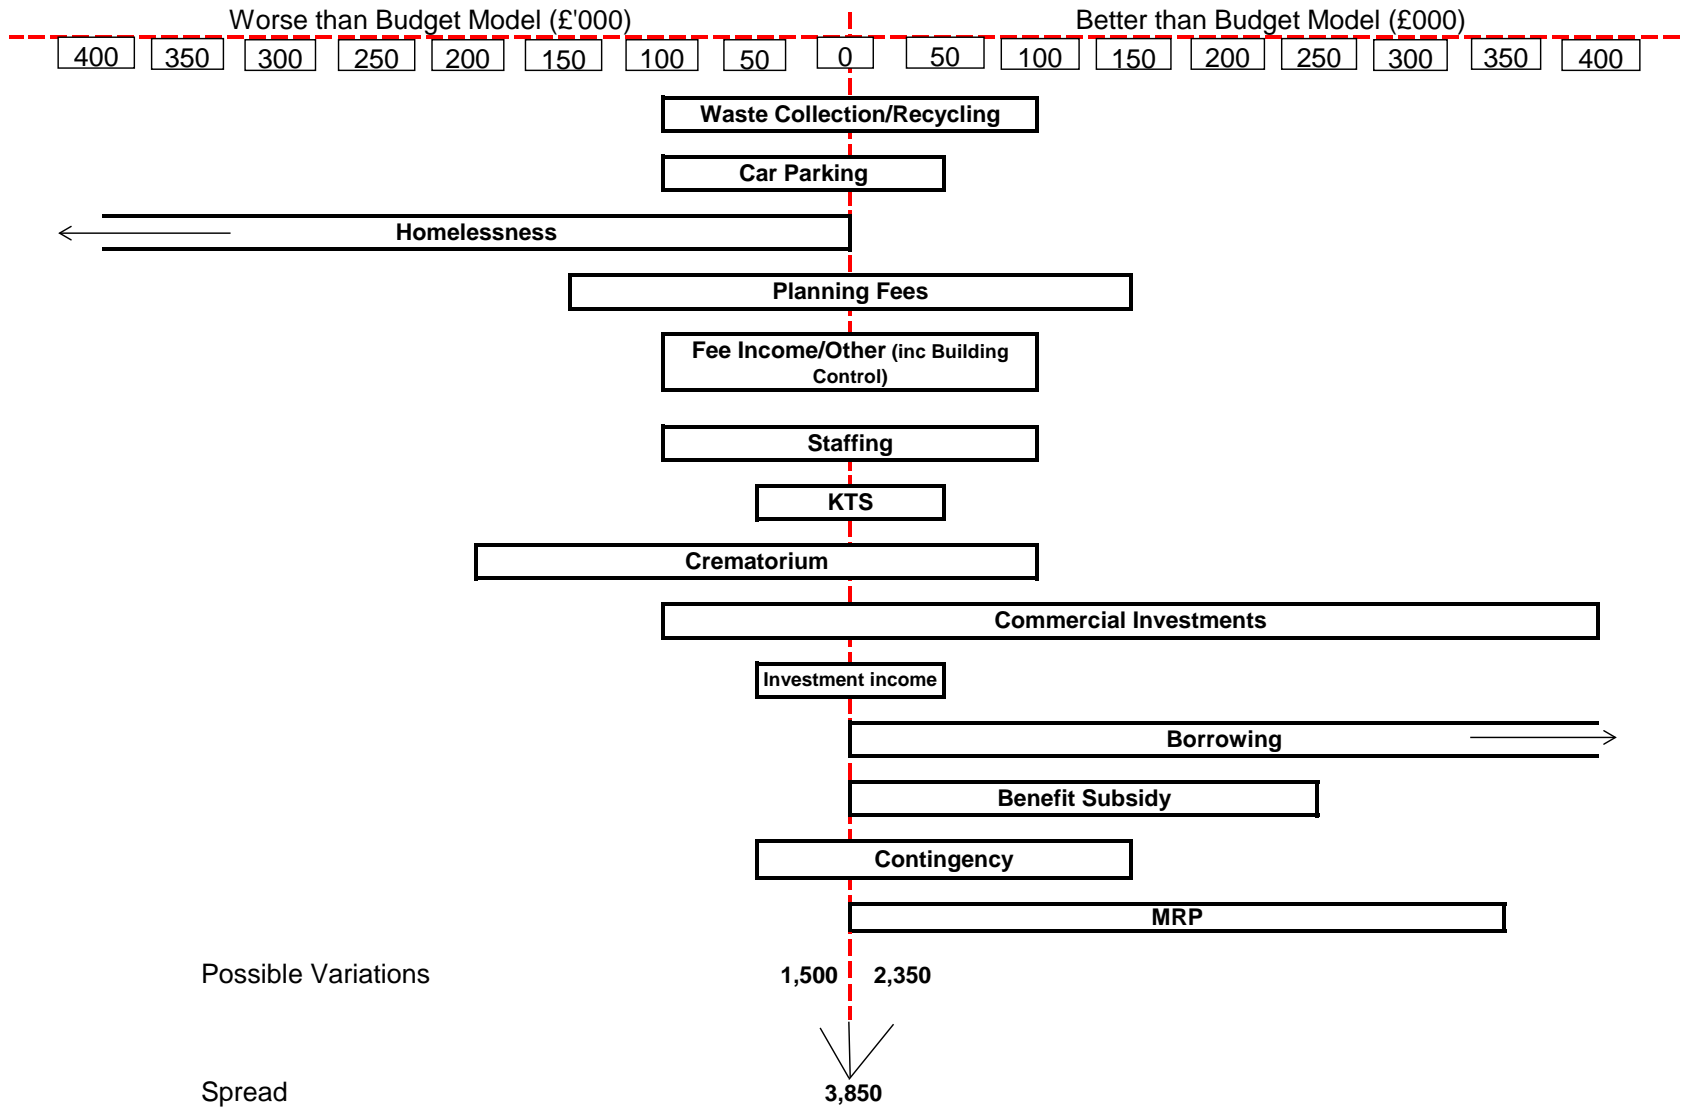 Worse than Budget Model (£'000) Better than Budget Model (£000)
400 350 300 250 200 150 100 50 0 50 100 150 200 250 300 350 400
Waste Collection/Recycling
Car Parking
Homelessness
Planning Fees
Fee Income/Other (inc Building
Control)
Staffing
KTS
Crematorium
Commercial Investments
Investment income
Borrowing
Benefit Subsidy
Contingency
MRP
Possible Variations 1,500 2,350
Spread 3,850